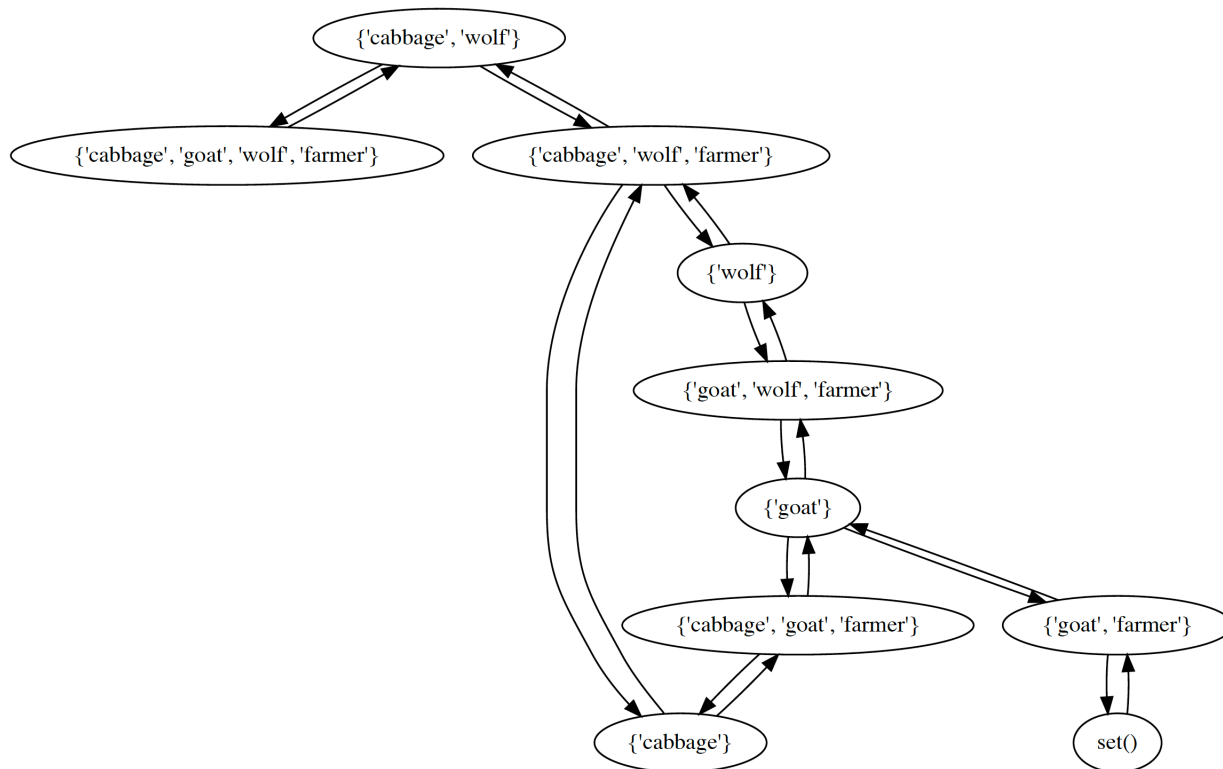 {'cabbage', 'wolf'}
{'cabbage', 'goat', 'wolf', 'farmer'}
{'cabbage', 'wolf', 'farmer'}
{'wolf'}
{'goat', 'wolf', 'farmer'}
{'goat'}
{'cabbage', 'goat', 'farmer'}
{'goat', 'farmer'}
{'cabbage'}
set()